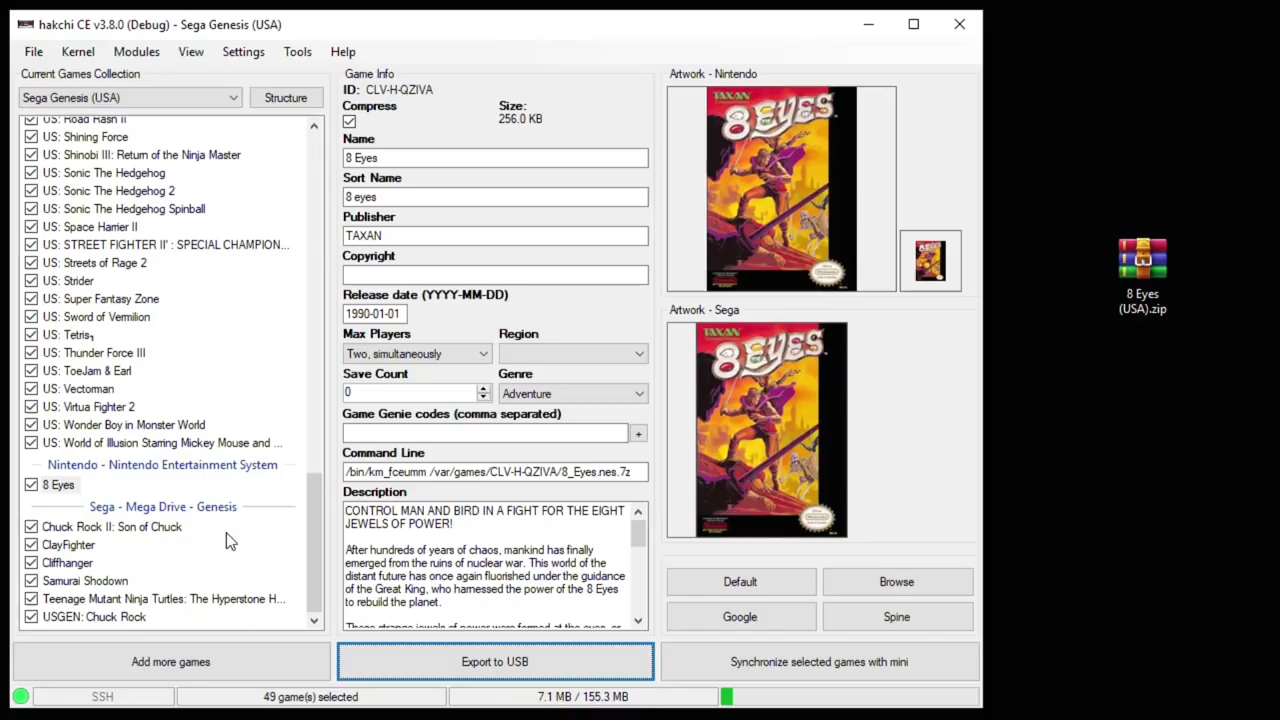 hakchi CE v3.8.0 (Debug) - Sega Genesis (USA)
File Kernel Modules View Settings Tools Help
Current Games Collection
Sega Genesis (USA)
Structure
US: Road Rash II
US: Shining Force
US: Shinobi III: Return of the Ninja Master
US: Sonic The Hedgehog
US: Sonic The Hedgehog 2
US: Sonic The Hedgehog Spinball
US: Space Harrier II
US: STREET FIGHTER II' : SPECIAL CHAMPION...
US: Streets of Rage 2
US: Strider
US: Super Fantasy Zone
US: Sword of Vermilion
US: Tetris
US: Thunder Force III
US: ToeJam & Earl
US: Vectorman
US: Virtua Fighter 2
US: Wonder Boy in Monster World
US: World of Illusion Starring Mickey Mouse and ...
Nintendo - Nintendo Entertainment System
8 Eyes
Sega - Mega Drive - Genesis
Chuck Rock II: Son of Chuck
ClayFighter
Cliffhanger
Samurai Shodown
Teenage Mutant Ninja Turtles: The Hyperstone H...
USGEN: Chuck Rock
Add more games
Game Info
ID: CLV-H-QZIVA
Compress
Size:
256.0 KB
Name
8 Eyes
Sort Name
8 eyes
Publisher
TAXAN
Copyright
Release date (YYYY-MM-DD)
1990-01-01
Max Players
Region
Two, simultaneously
Save Count
Genre
0
Adventure
Game Genie codes (comma separated)
+
Command Line
/bin/km_fceumm /var/games/CLV-H-QZIVA/8_Eyes.nes.7z
Description
CONTROL MAN AND BIRD IN A FIGHT FOR THE EIGHT
JEWELS OF POWER!
After hundreds of years of chaos, mankind has finally
emerged from the ruins of nuclear war. This world of the
distant future has once again fluorished under the guidance
of the Great King, who harnessed the power of the 8 Eyes
to rebuild the planet.
These strange jewels of power were formed at the eyes, or
Export to USB
Artwork - Nintendo
TAXAN
8 EYES
Artwork - Sega
TAXAN
8 EYES
Default
Browse
Google
Spine
Synchronize selected games with mini
SSH
49 game(s) selected
7.1 MB / 155.3 MB
8 Eyes
(USA).zip